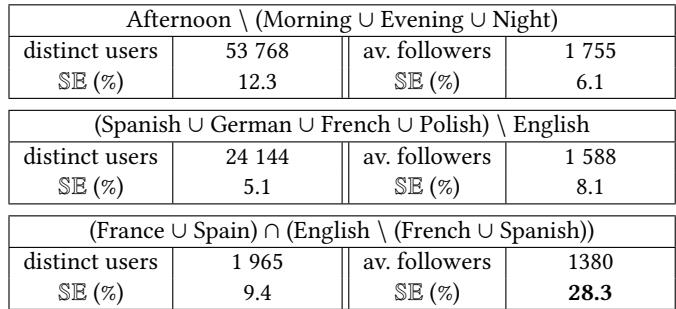 Afternoon \ (Morning ∪ Evening ∪ Night)
distinct users 53 768 av. followers 1 755
𝕊𝔼 (%) 12.3 𝕊𝔼 (%) 6.1
(Spanish ∪ German ∪ French ∪ Polish) \ English
distinct users 24 144 av. followers 1 588
𝕊𝔼 (%) 5.1 𝕊𝔼 (%) 8.1
(France ∪ Spain) ∩ (English \ (French ∪ Spanish))
distinct users 1 965 av. followers 1380
𝕊𝔼 (%) 9.4 𝕊𝔼 (%) 28.3